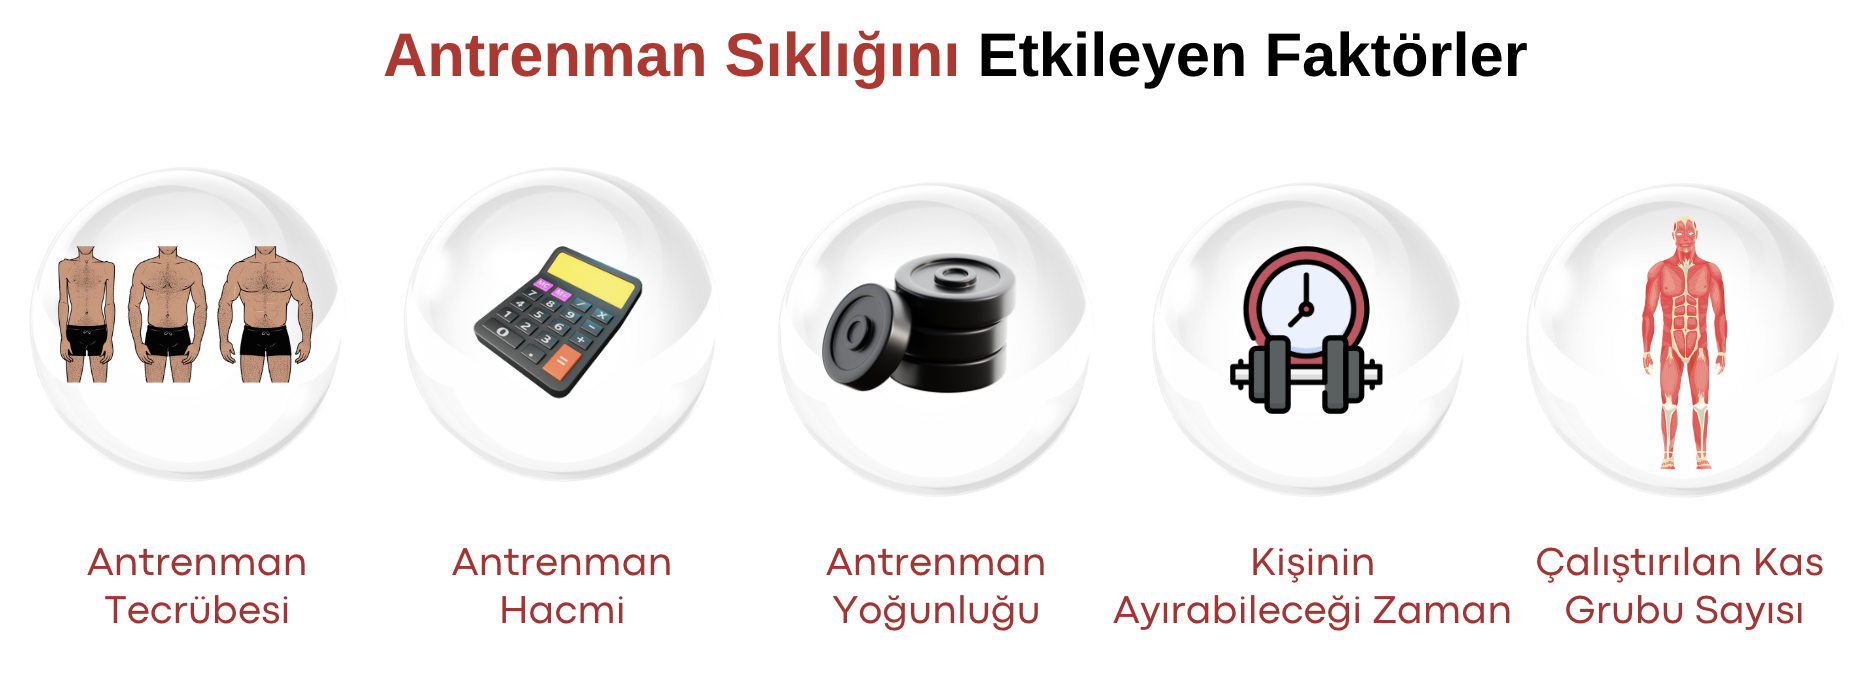 Antrenman Sıklığını Etkileyen Faktörler
Antrenman
Tecrübesi
Antrenman
Hacmi
Antrenman
Yoğunluğu
Kişinin
Ayırabileceği Zaman
Çalıştırılan Kas
Grubu Sayısı